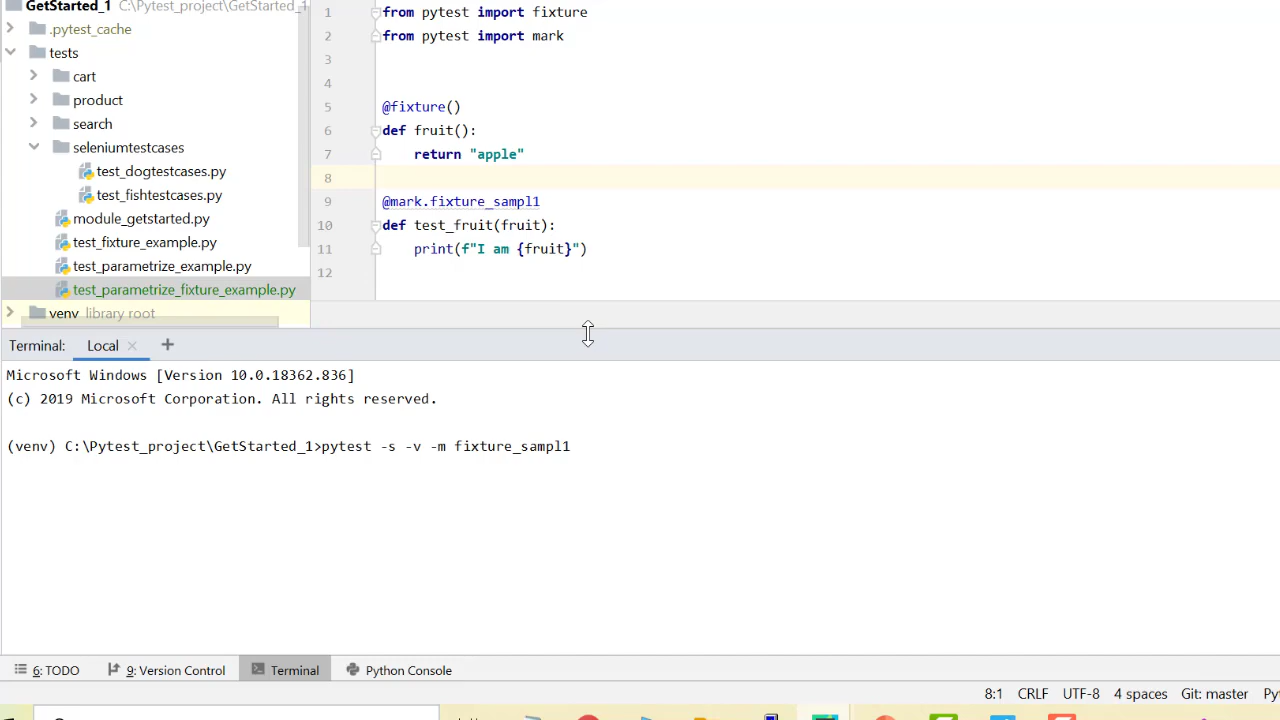 GetStarted_1 C:\Pytest_project\GetStarted_1
.pytest_cache
tests
cart
product
search
seleniumtestcases
test_dogtestcases.py
test_fishtestcases.py
module_getstarted.py
test_fixture_example.py
test_parametrize_example.py
test_parametrize_fixture_example.py
venv library root
1 from pytest import fixture
2 from pytest import mark
3
4
5 @fixture()
6 def fruit():
7 return "apple"
8
9 @mark.fixture_sampl1
10 def test_fruit(fruit):
11 print(f"I am {fruit}")
12
Terminal: Local × +
Microsoft Windows [Version 10.0.18362.836]
(c) 2019 Microsoft Corporation. All rights reserved.
(venv) C:\Pytest_project\GetStarted_1>pytest -s -v -m fixture_sampl1
6: TODO 9: Version Control Terminal Python Console
8:1 CRLF UTF-8 4 spaces Git: master Py